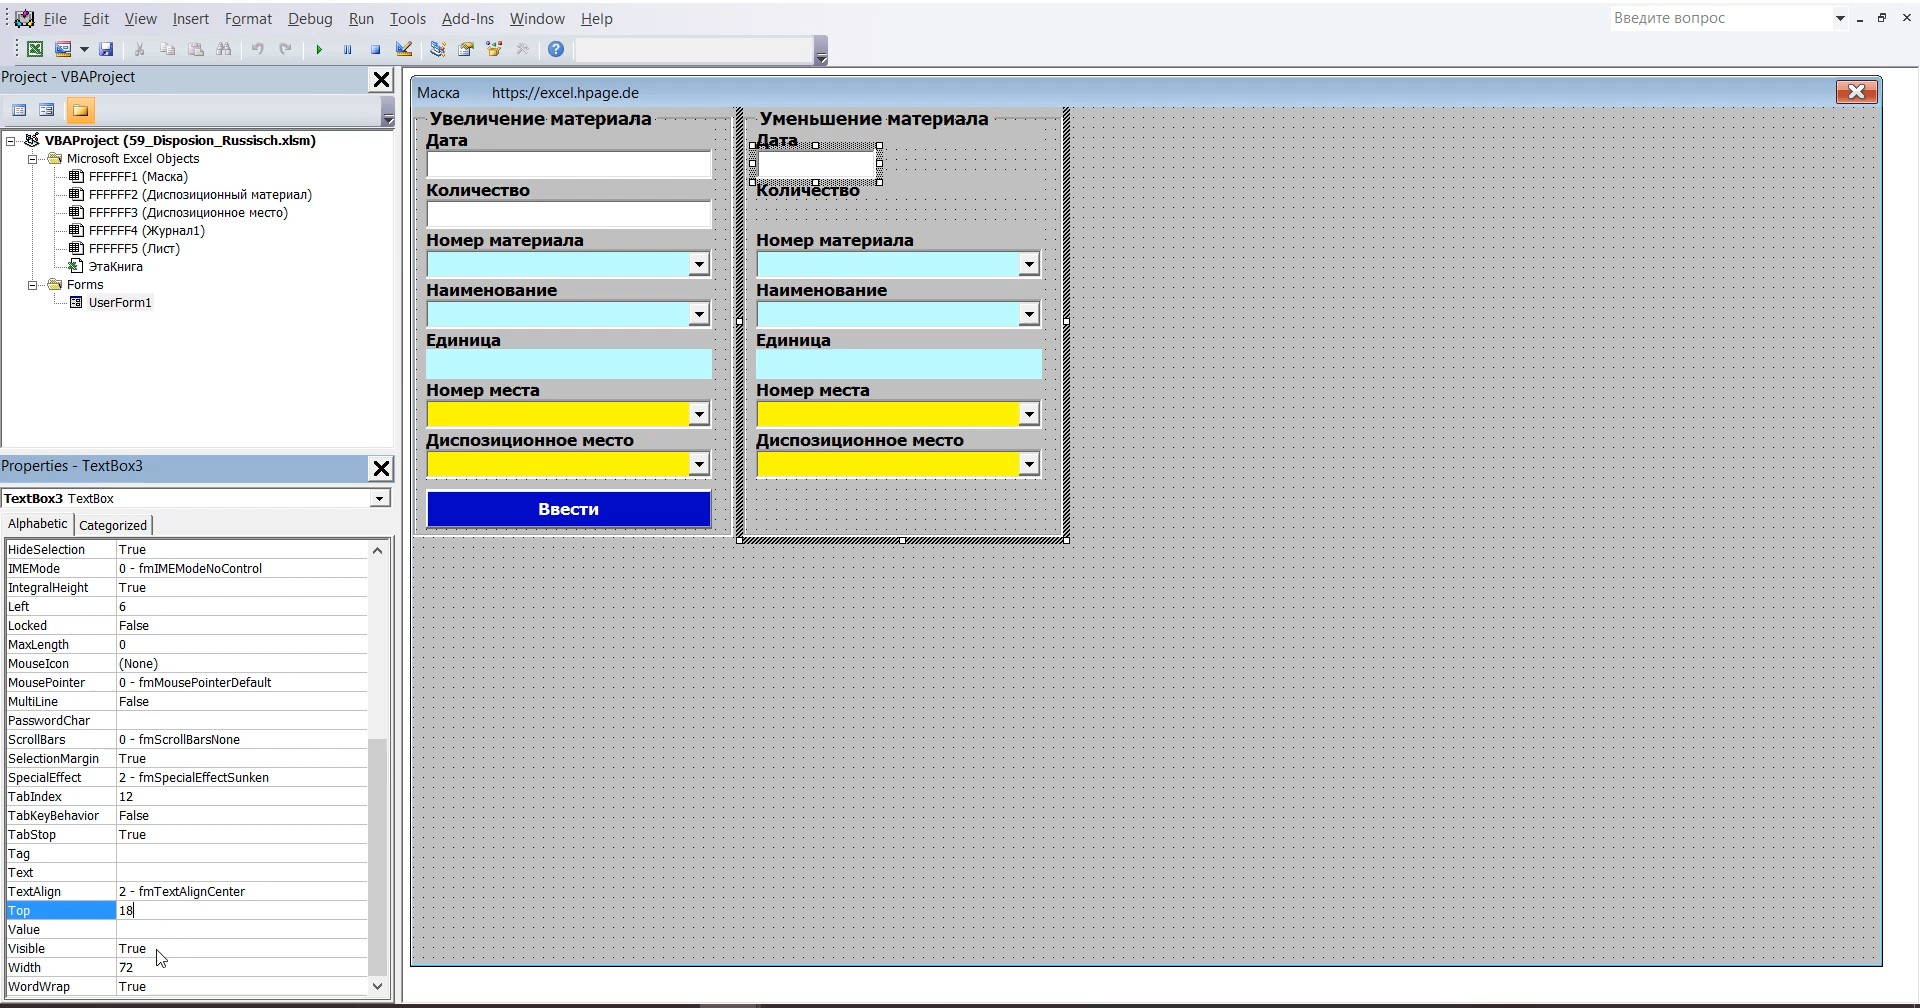 File Edit View Insert Format Debug Run Tools Add-Ins Window Help
Введите вопрос
Project - VBAProject
VBAProject (59_Disposion_Russisch.xlsm)
Microsoft Excel Objects
FFFFFF1 (Маска)
FFFFFF2 (Диспозиционный материал)
FFFFFF3 (Диспозиционное место)
FFFFFF4 (Журнал1)
FFFFFF5 (Лист)
ЭтаКнига
Forms
UserForm1
Properties - TextBox3
TextBox3 TextBox
Alphabetic Categorized
HideSelection True
IMEMode 0 - fmIMEModeNoControl
IntegralHeight True
Left 6
Locked False
MaxLength 0
MouseIcon (None)
MousePointer 0 - fmMousePointerDefault
MultiLine False
PasswordChar
ScrollBars 0 - fmScrollBarsNone
SelectionMargin True
SpecialEffect 2 - fmSpecialEffectSunken
TabIndex 12
TabKeyBehavior False
TabStop True
Tag
Text
TextAlign 2 - fmTextAlignCenter
Top 18
Value
Visible True
Width 72
WordWrap True
Маска https://excel.hpage.de
Увеличение материала
Дата
Количество
Номер материала
Наименование
Единица
Номер места
Диспозиционное место
Ввести
Уменьшение материала
Дата
Количество
Номер материала
Наименование
Единица
Номер места
Диспозиционное место